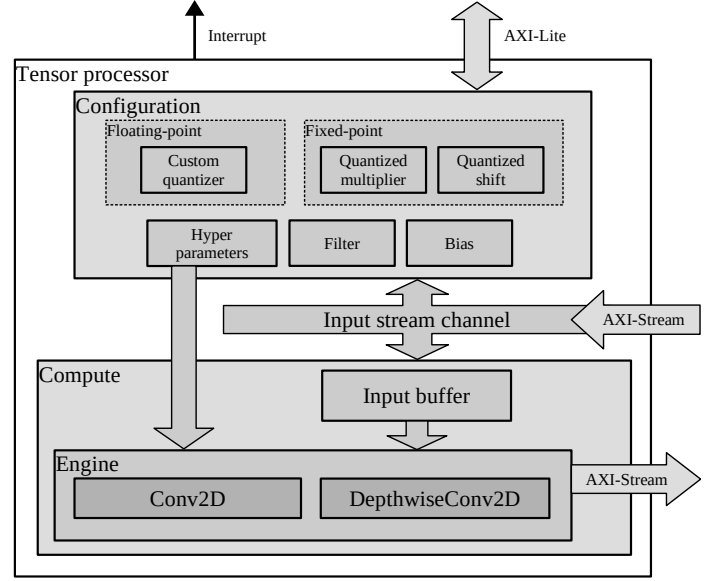 Interrupt
AXI-Lite
Tensor processor
Configuration
Floating-point
Fixed-point
Custom
quantizer
Quantized
multiplier
Quantized
shift
Hyper
parameters
Filter
Bias
Input stream channel
AXI-Stream
Compute
Input buffer
Engine
Conv2D
DepthwiseConv2D
AXI-Stream